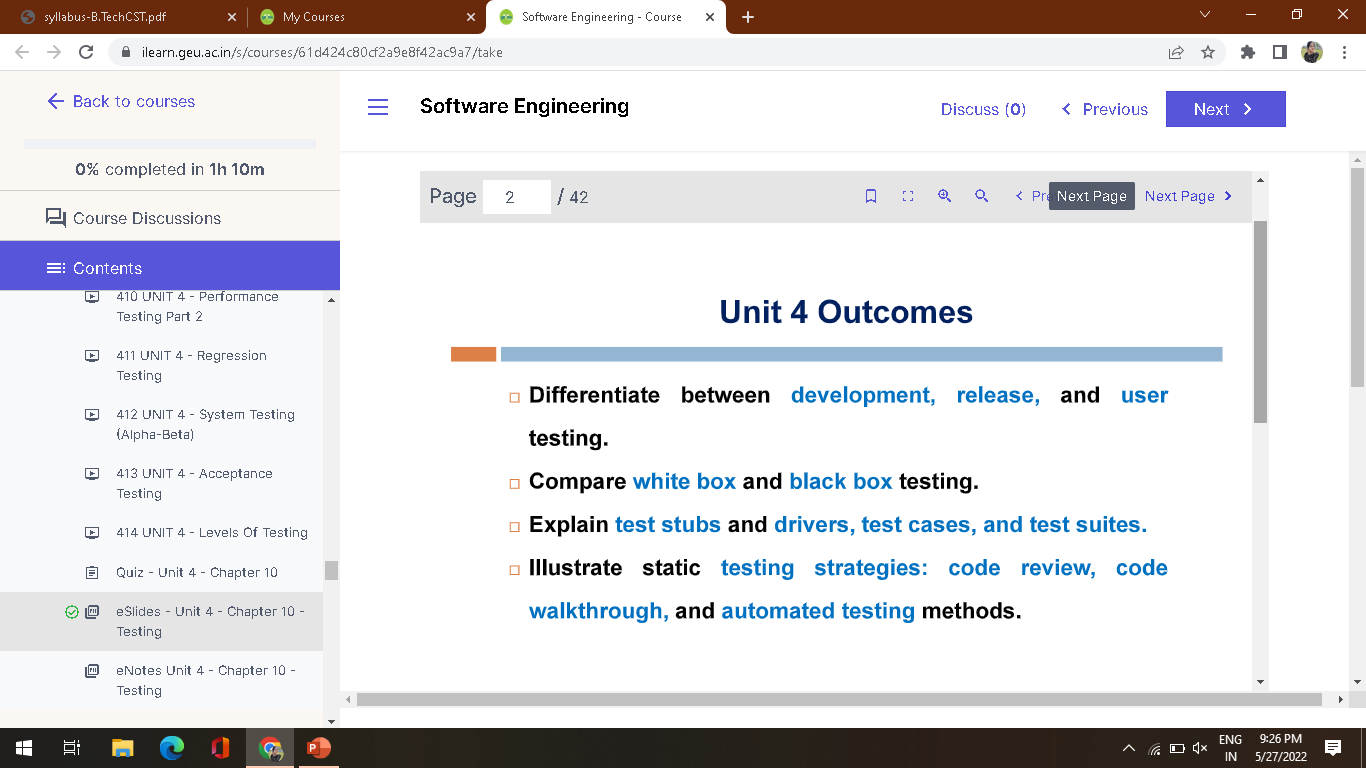 syllabus-B.TechCST.pdf
My Courses
Software Engineering - Course
ilearn.geu.ac.in/s/courses/61d424c80cf2a9e8f42ac9a7/take
Back to courses
0% completed in 1h 10m
Course Discussions
Contents
410 UNIT 4 - Performance
Testing Part 2
411 UNIT 4 - Regression
Testing
412 UNIT 4 - System Testing
(Alpha-Beta)
413 UNIT 4 - Acceptance
Testing
414 UNIT 4 - Levels Of Testing
Quiz - Unit 4 - Chapter 10
eSlides - Unit 4 - Chapter 10 -
Testing
eNotes Unit 4 - Chapter 10 -
Testing
Software Engineering
Discuss (0)
Previous
Next
Page 2 / 42
Next Page
Next Page
Unit 4 Outcomes
Differentiate between development, release, and user
testing.
Compare white box and black box testing.
Explain test stubs and drivers, test cases, and test suites.
Illustrate static testing strategies: code review, code
walkthrough, and automated testing methods.
ENG
IN
9:26 PM
5/27/2022